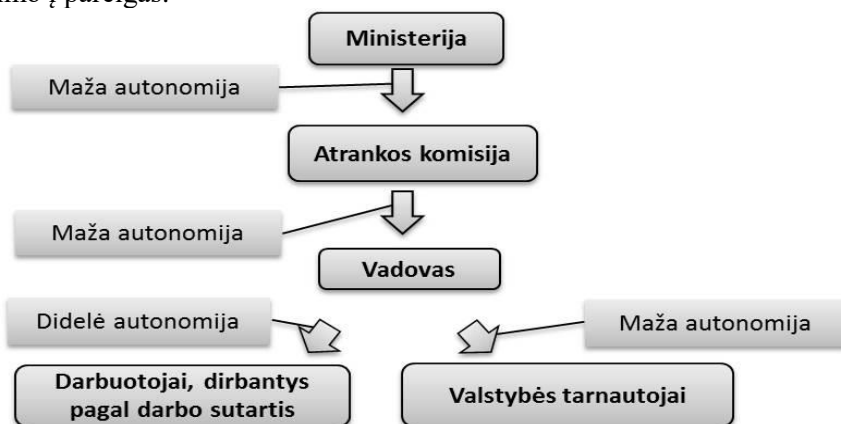 į pareigas.
Ministerija
Maža autonomija
Atrankos komisija
Maža autonomija
Vadovas
Didelė autonomija
Maža autonomija
Darbuotojai, dirbantys
pagal darbo sutartis
Valstybės tarnautojai